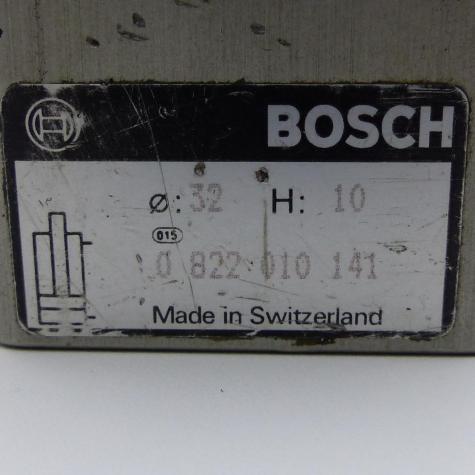 BOSCH
ø: 32 H: 10
015
0 822 010 141
Made in Switzerland